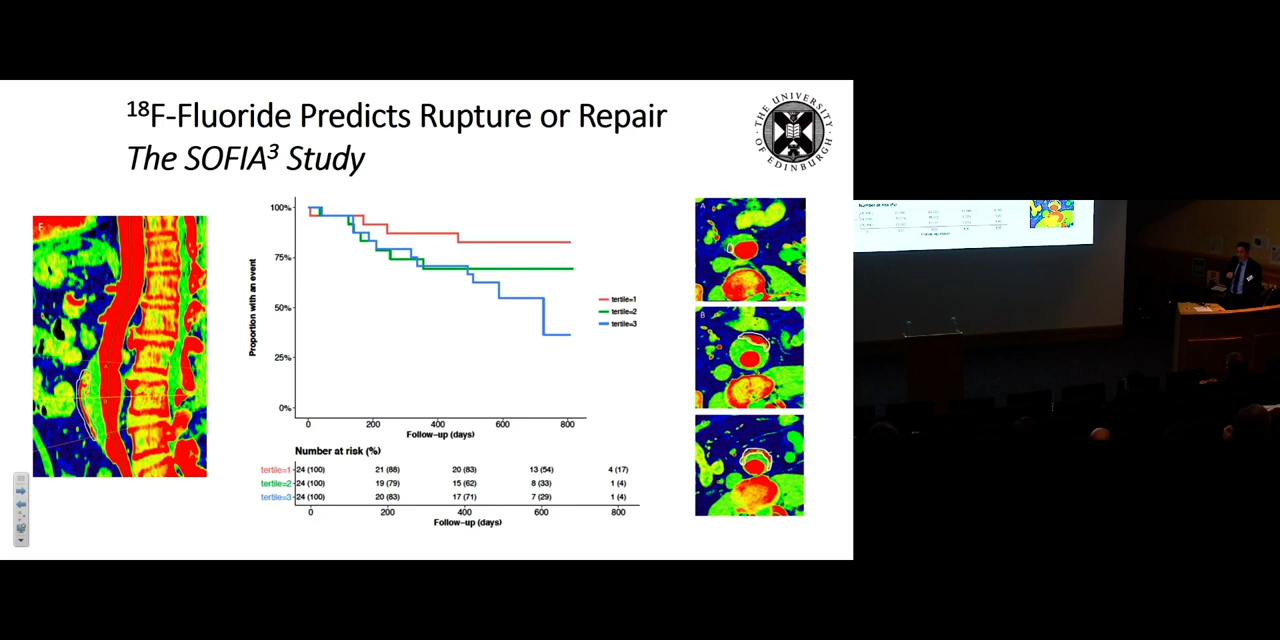 18F-Fluoride Predicts Rupture or Repair
The SOFIA3 Study
THE UNIVERSITY
OF EDINBURGH
E
A
B
100%
75%
50%
25%
0%
Proportion with an event
0 200 400 600 800
Follow-up (days)
tertile=1
tertile=2
tertile=3
Number at risk (%)
tertile=1 24 (100) 21 (88) 20 (83) 13 (54) 4 (17)
tertile=2 24 (100) 19 (79) 15 (62) 8 (33) 1 (4)
tertile=3 24 (100) 20 (83) 17 (71) 7 (29) 1 (4)
0 200 400 600 800
Follow-up (days)
Number at risk (%)